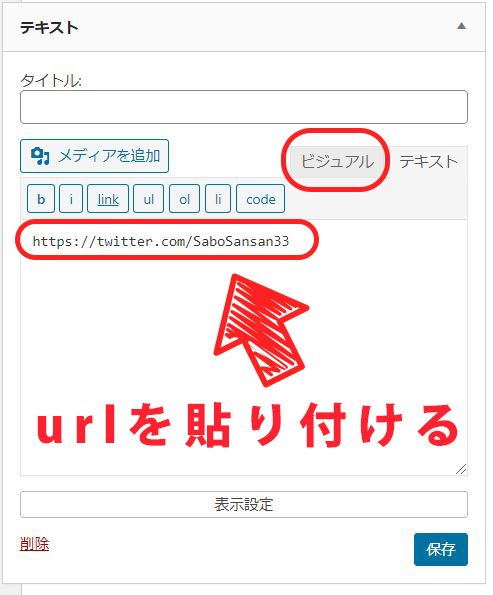 テキスト
タイトル:
メディアを追加
ビジュアル テキスト
b i link ul ol li code
https://twitter.com/SaboSansan33
urlを貼り付ける
表示設定
削除 保存